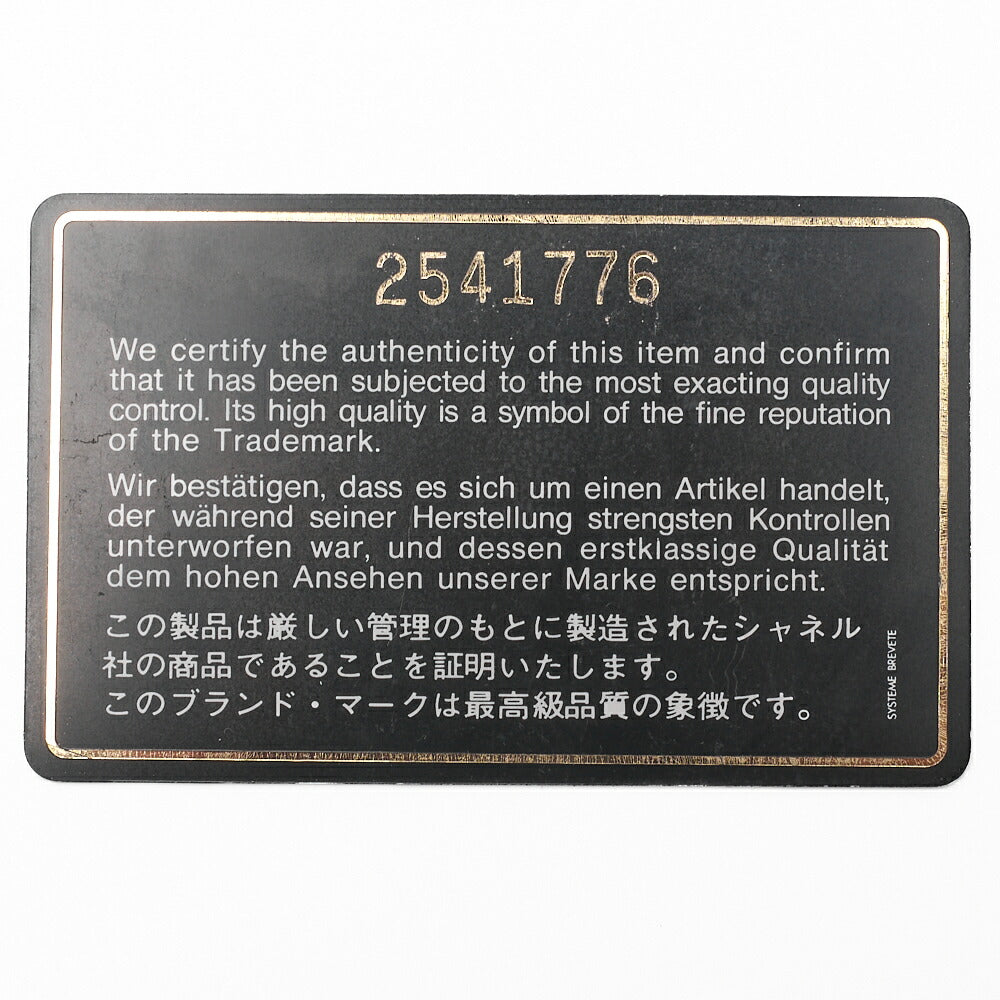 2541776
We certify the authenticity of this item and confirm
that it has been subjected to the most exacting quality
control. Its high quality is a symbol of the fine reputation
of the Trademark.
Wir bestätigen, dass es sich um einen Artikel handelt,
der während seiner Herstellung strengsten Kontrollen
unterworfen war, und dessen erstklassige Qualität
dem hohen Ansehen unserer Marke entspricht.
この製品は厳しい管理のもとに製造されたシャネル
社の商品であることを証明いたします。
このブランド・マークは最高級品質の象徴です。
SYSTEME BREVETE